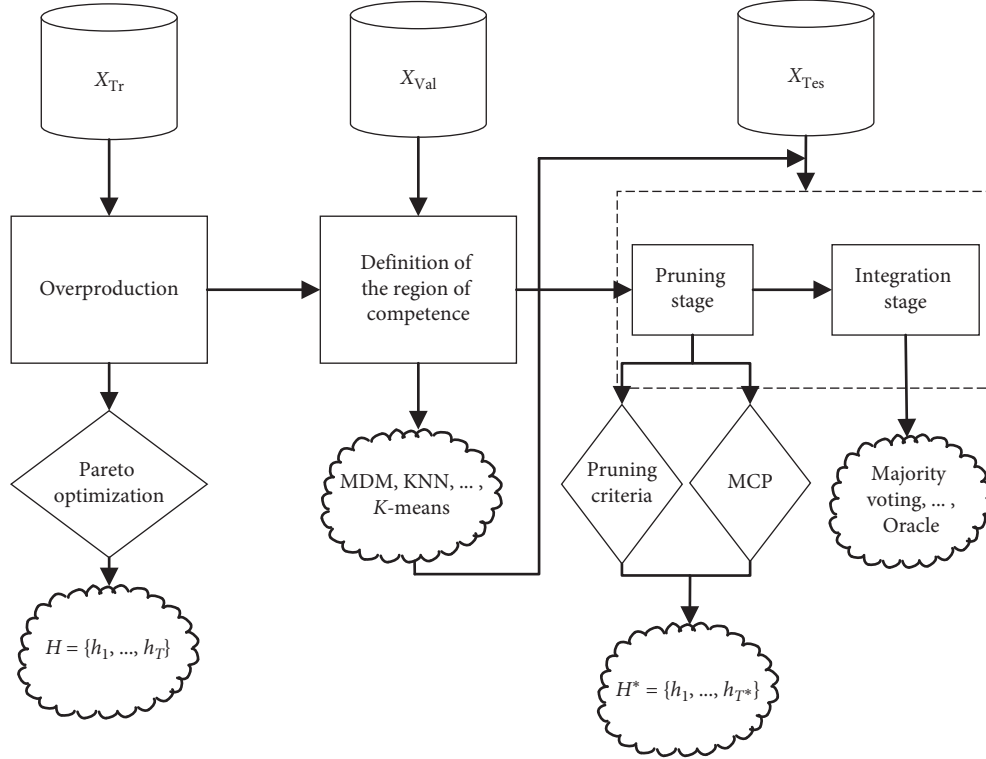 X_Tr
X_Val
X_Tes
Overproduction
Definition of
the region of
competence
Pruning
stage
Integration
stage
Pareto
optimization
MDM, KNN, ... ,
K-means
Pruning
criteria
MCP
Majority
voting, ... ,
Oracle
H = {h_1, ..., h_T}
H* = {h_1, ..., h_T*}